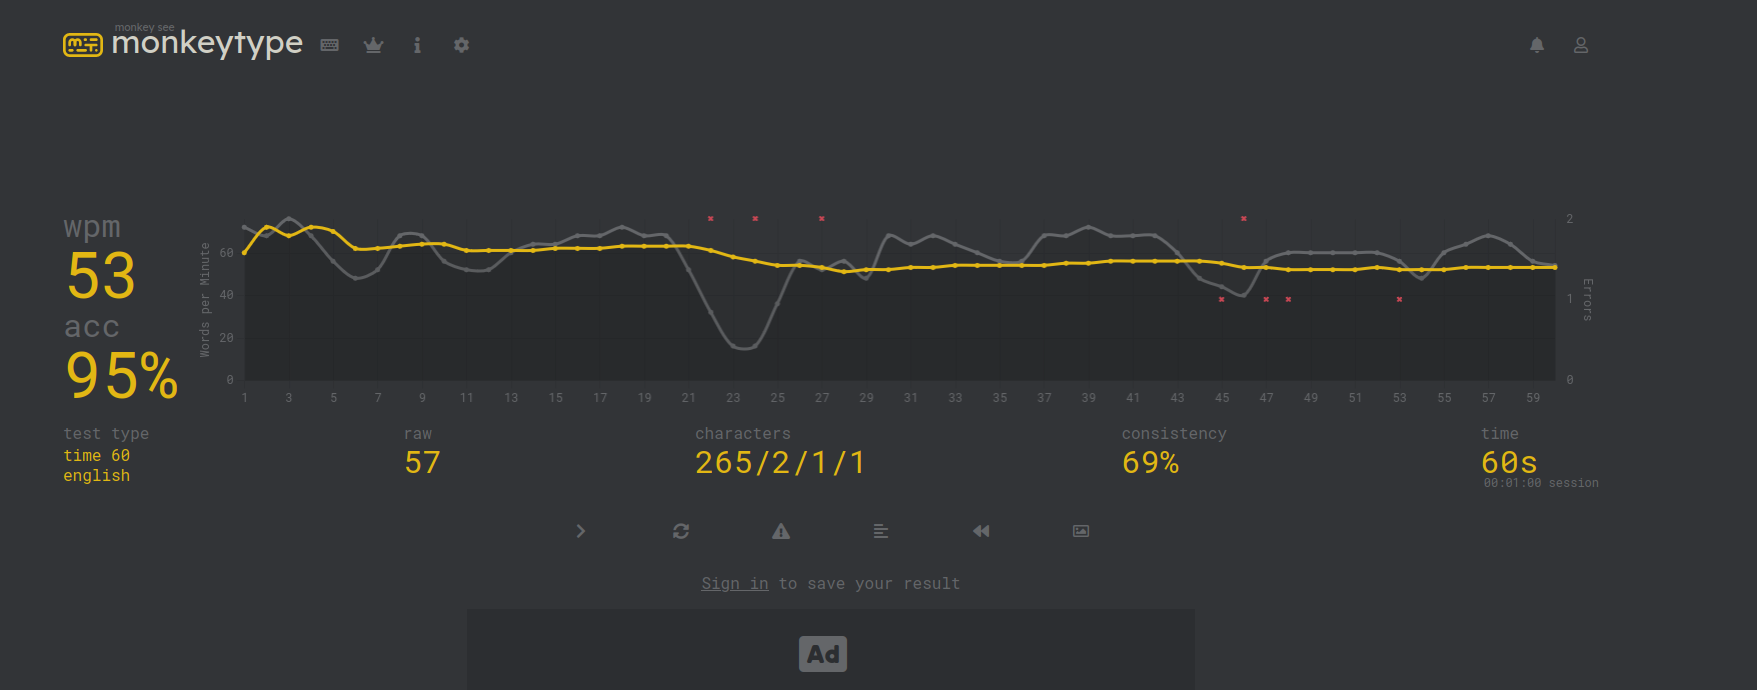 monkey see
monkeytype
wpm
53
acc
95%
Words per Minute
60
40
20
0
2
1
0
Errors
1 3 5 7 9 11 13 15 17 19 21 23 25 27 29 31 33 35 37 39 41 43 45 47 49 51 53 55 57 59
test type
time 60
english
raw
57
characters
265/2/1/1
consistency
69%
time
60s
00:01:00 session
Sign in to save your result
Ad